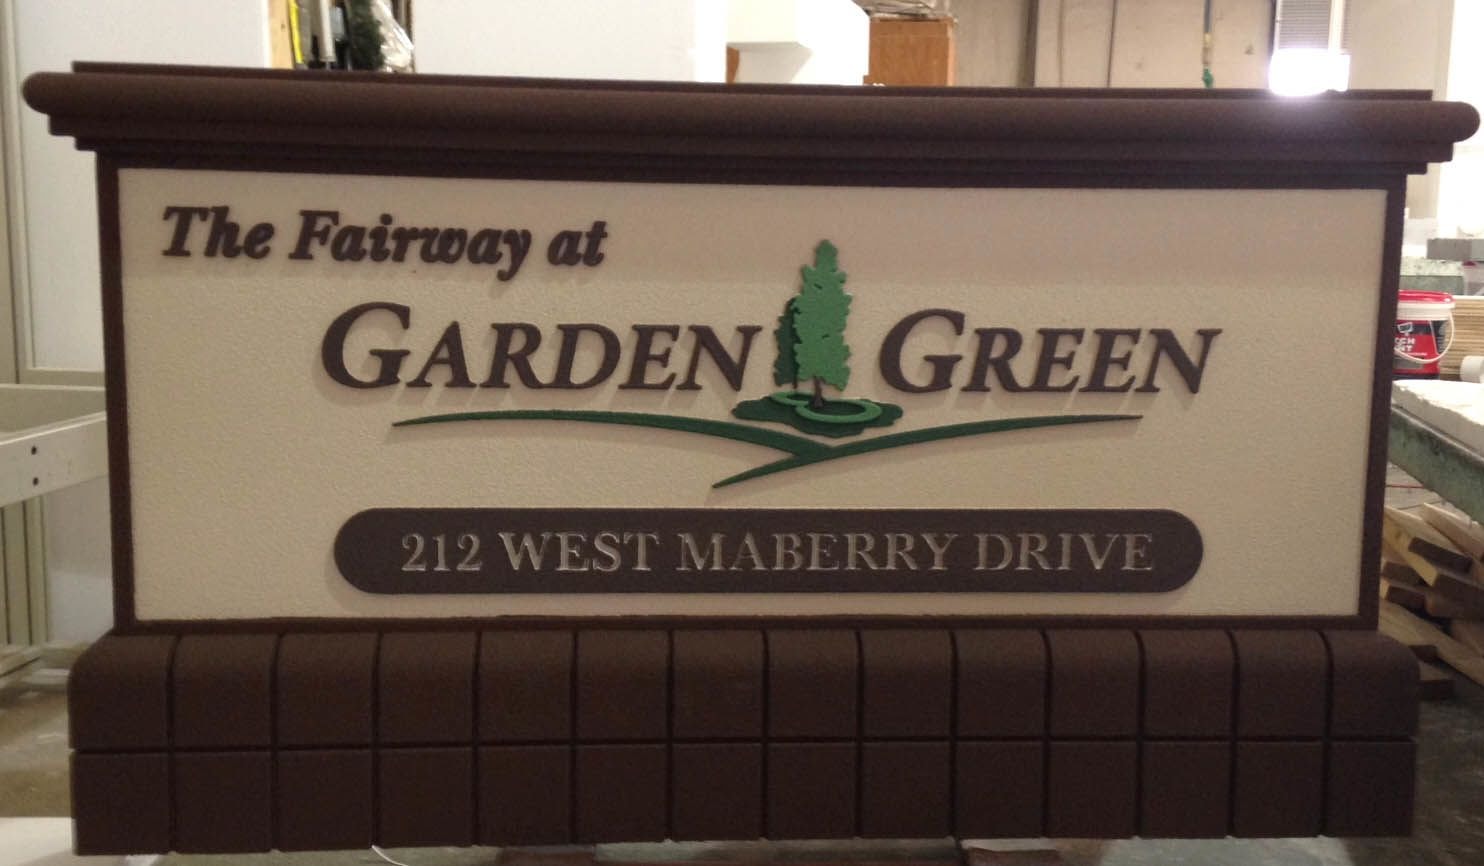 The Fairway at
GARDEN GREEN
212 WEST MABERRY DRIVE